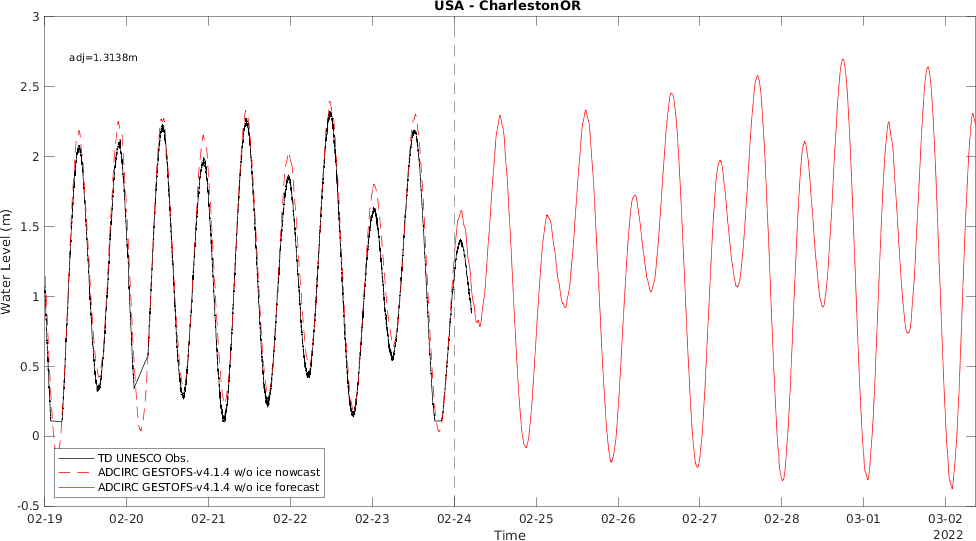 USA - CharlestonOR
3
adj=1.3138m
2.5
2
1.5
1
0.5
0
-0.5
Water Level (m)
TD UNESCO Obs.
ADCIRC GESTOFS-v4.1.4 w/o ice nowcast
ADCIRC GESTOFS-v4.1.4 w/o ice forecast
02-19 02-20 02-21 02-22 02-23 02-24 02-25 02-26 02-27 02-28 03-01 03-02
Time
2022